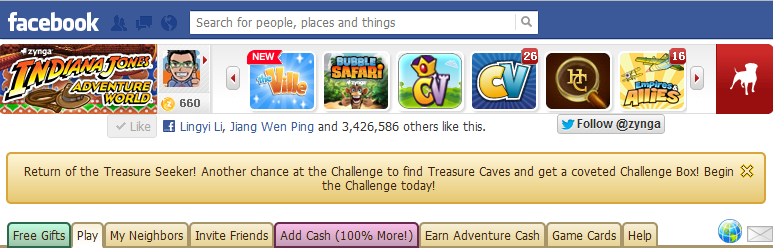 facebook
Search for people, places and things
zynga
INDIANA JONES
ADVENTURE
WORLD
660
NEW
the Ville
BUBBLE
SAFARI
CV
CV
26
HC
EMPIRES
& ALLIES
16
Like
Lingyi Li, Jiang Wen Ping and 3,426,586 others like this.
Follow @zynga
Return of the Treasure Seeker! Another chance at the Challenge to find Treasure Caves and get a coveted Challenge Box! Begin
the Challenge today!
Free Gifts
Play
My Neighbors
Invite Friends
Add Cash (100% More!)
Earn Adventure Cash
Game Cards
Help